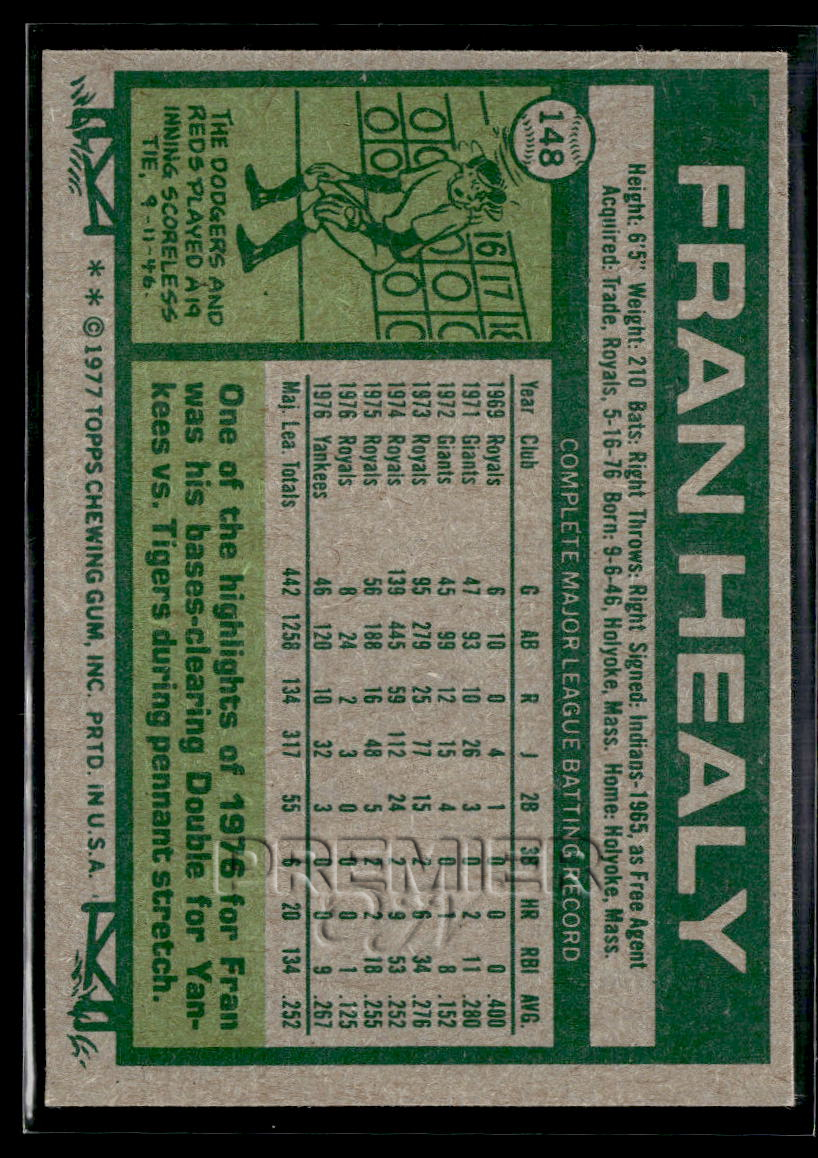 148
FRAN HEALY
Height: 6'5" Weight: 210 Bats: Right Throws: Right Signed: Indians-1965, as Free Agent
Acquired: Trade, Royals, 5-16-76 Born: 9-6-46, Holyoke, Mass. Home: Holyoke, Mass.
COMPLETE MAJOR LEAGUE BATTING RECORD
Year Club G AB R J 2B 3B HR RBI AVG.
1969 Royals 6 10 0 4 1 0 0 0 .400
1971 Giants 47 93 10 26 3 0 2 11 .280
1972 Giants 45 99 12 15 4 0 1 8 .152
1973 Royals 95 279 25 77 15 2 6 34 .276
1974 Royals 139 445 59 112 24 2 9 53 .252
1975 Royals 56 188 16 48 5 2 2 18 .255
1976 Royals 8 24 2 3 0 0 0 1 .125
1976 Yankees 46 120 10 32 3 0 0 9 .267
Maj. Lea. Totals 442 1258 134 317 55 6 20 134 .252
One of the highlights of 1976 for Fran
was his bases-clearing Double for Yan-
kees vs. Tigers during pennant stretch.
16 17 18
THE DODGERS AND
REDS PLAYED A 19
INNING SCORELESS
TIE, 9-11-46.
* * © 1977 TOPPS CHEWING GUM, INC. PRTD. IN U.S.A.
PREMIER